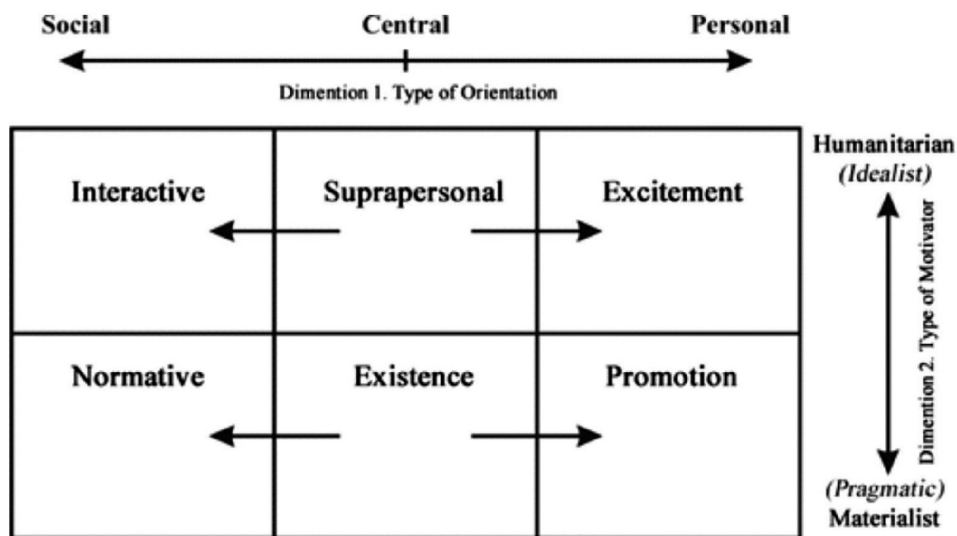 Social Central Personal
Dimention 1. Type of Orientation
Interactive Suprapersonal Excitement
Normative Existence Promotion
Humanitarian
(Idealist)
Dimention 2. Type of Motivator
(Pragmatic)
Materialist